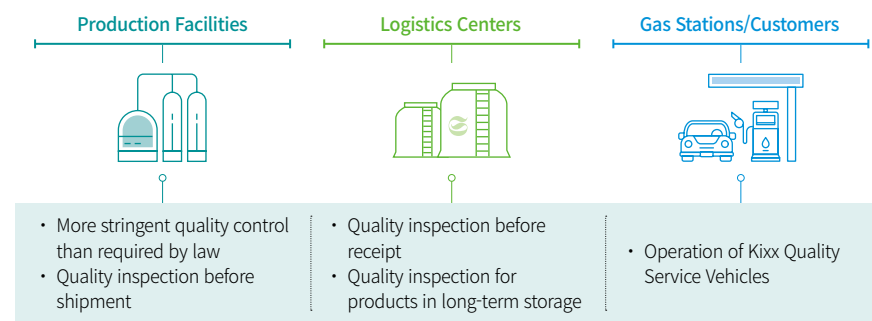 Production Facilities
Logistics Centers
Gas Stations/Customers
・ More stringent quality control
than required by law
・ Quality inspection before
shipment
・ Quality inspection before
receipt
・ Quality inspection for
products in long-term storage
・ Operation of Kixx Quality
Service Vehicles